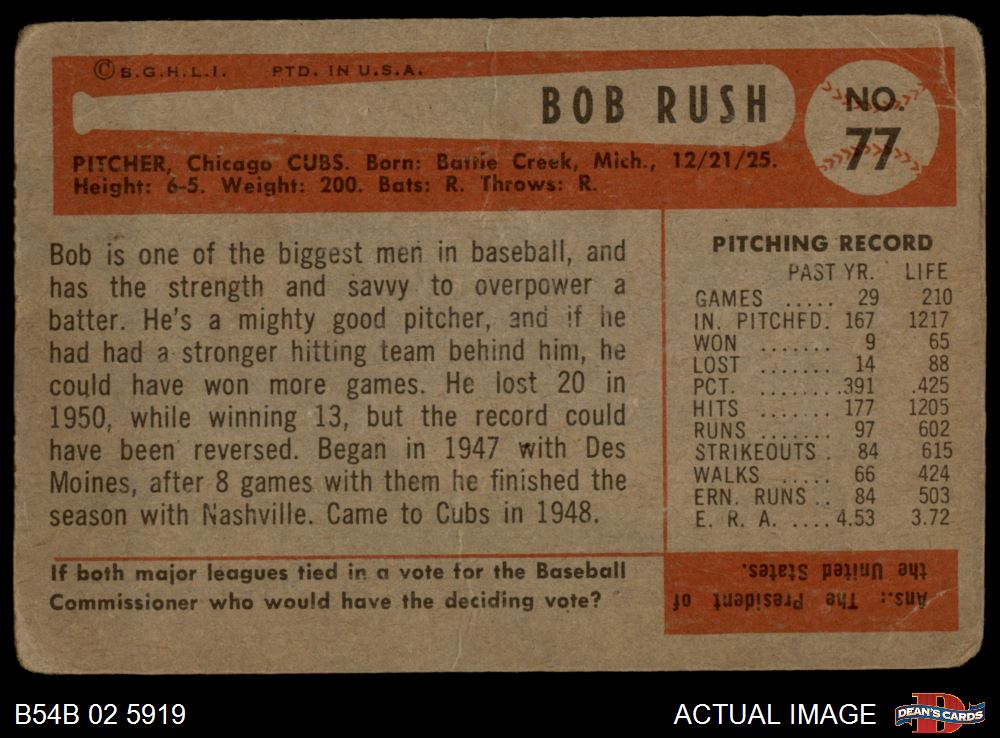 © B.G.H.L.I. PTD. IN U.S.A.
BOB RUSH
NO. 77
PITCHER, Chicago CUBS. Born: Battle Creek, Mich., 12/21/25.
Height: 6-5. Weight: 200. Bats: R. Throws: R.
Bob is one of the biggest men in baseball, and
has the strength and savvy to overpower a
batter. He's a mighty good pitcher, and if he
had had a stronger hitting team behind him, he
could have won more games. He lost 20 in
1950, while winning 13, but the record could
have been reversed. Began in 1947 with Des
Moines, after 8 games with them he finished the
season with Nashville. Came to Cubs in 1948.
PITCHING RECORD
PAST YR. LIFE
GAMES ..... 29 210
IN. PITCHED. 167 1217
WON ....... 9 65
LOST ....... 14 88
PCT. ....... .391 .425
HITS ....... 177 1205
RUNS ....... 97 602
STRIKEOUTS . 84 615
WALKS ..... 66 424
ERN. RUNS .. 84 503
E. R. A. .... 4.53 3.72
If both major leagues tied in a vote for the Baseball
Commissioner who would have the deciding vote?
Ans.: The President of
the United States.
B54B 02 5919
ACTUAL IMAGE
DEAN'S CARDS